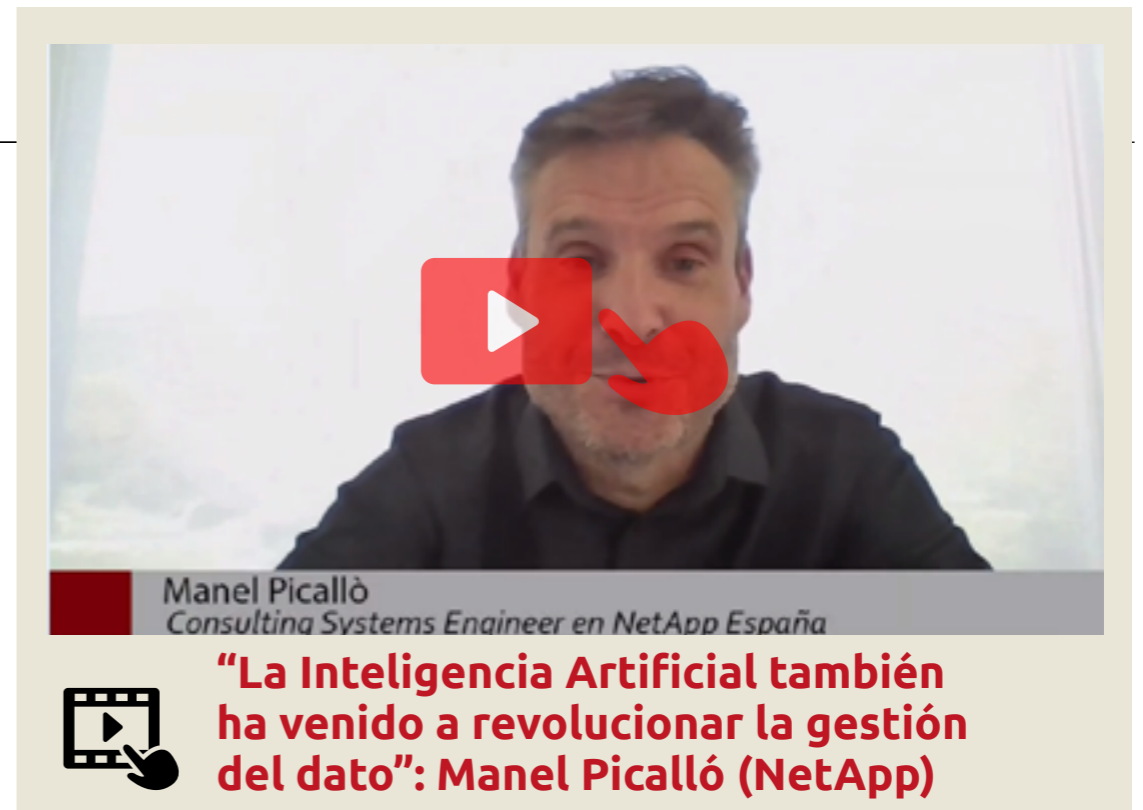 Manel Picallò
Consulting Systems Engineer en NetApp España
“La Inteligencia Artificial también
ha venido a revolucionar la gestión
del dato”: Manel Picalló (NetApp)